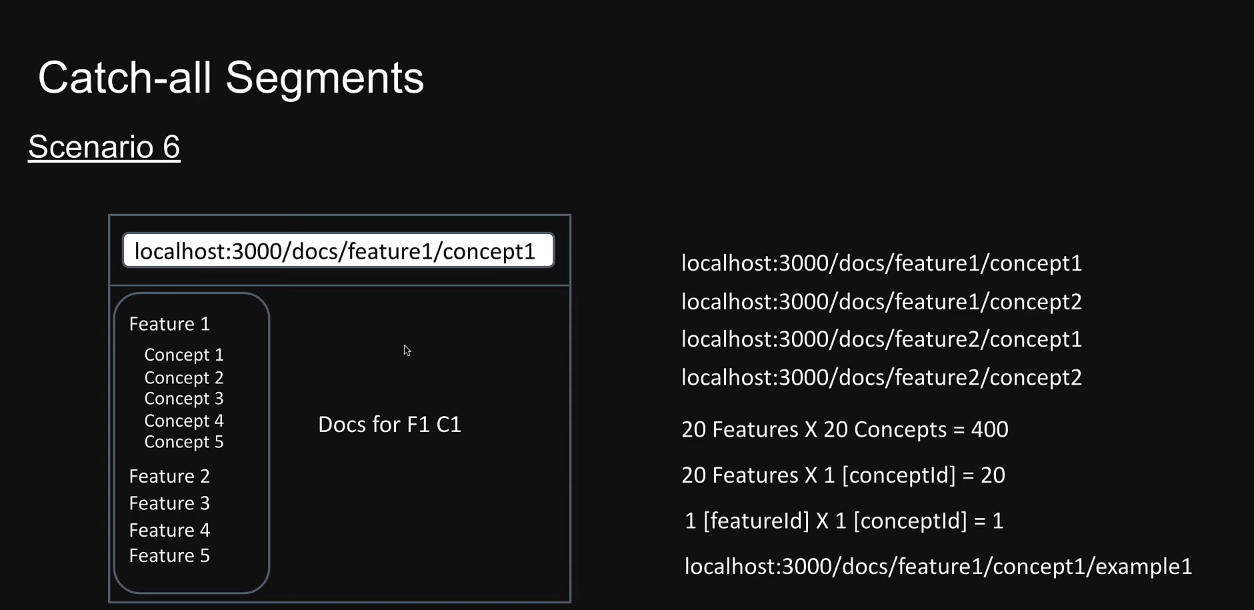 Catch-all Segments
Scenario 6
localhost:3000/docs/feature1/concept1
Feature 1
Concept 1
Concept 2
Concept 3
Concept 4
Concept 5
Feature 2
Feature 3
Feature 4
Feature 5
Docs for F1 C1
localhost:3000/docs/feature1/concept1
localhost:3000/docs/feature1/concept2
localhost:3000/docs/feature2/concept1
localhost:3000/docs/feature2/concept2
20 Features X 20 Concepts = 400
20 Features X 1 [conceptId] = 20
1 [featureId] X 1 [conceptId] = 1
localhost:3000/docs/feature1/concept1/example1